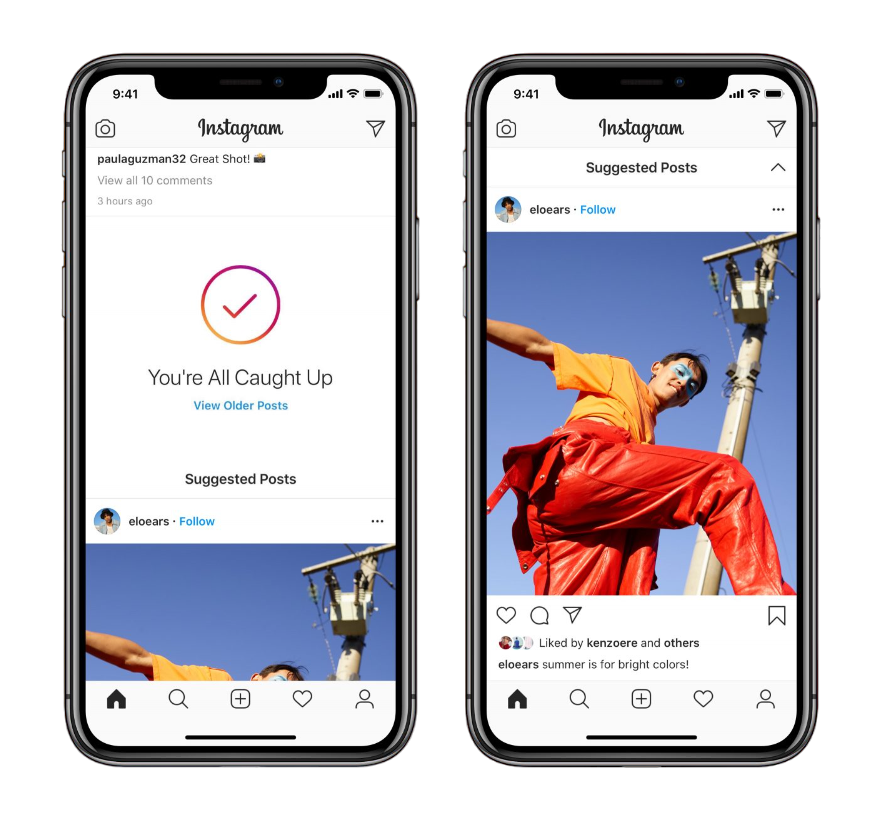 9:41
Instagram
paulaguzman32 Great Shot! 📸
View all 10 comments
3 hours ago
You're All Caught Up
View Older Posts
Suggested Posts
eloears · Follow
9:41
Instagram
Suggested Posts
eloears · Follow
Liked by kenzoere and others
eloears summer is for bright colors!